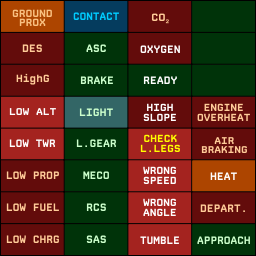 GROUND
PROX
CONTACT
CO₂
DES
ASC
OXYGEN
HighG
BRAKE
READY
LOW ALT
LIGHT
HIGH
SLOPE
ENGINE
OVERHEAT
LOW TWR
L.GEAR
CHECK
L.LEGS
AIR
BRAKING
LOW PROP
MECO
WRONG
SPEED
HEAT
LOW FUEL
RCS
WRONG
ANGLE
DEPART.
LOW CHRG
SAS
TUMBLE
APPROACH